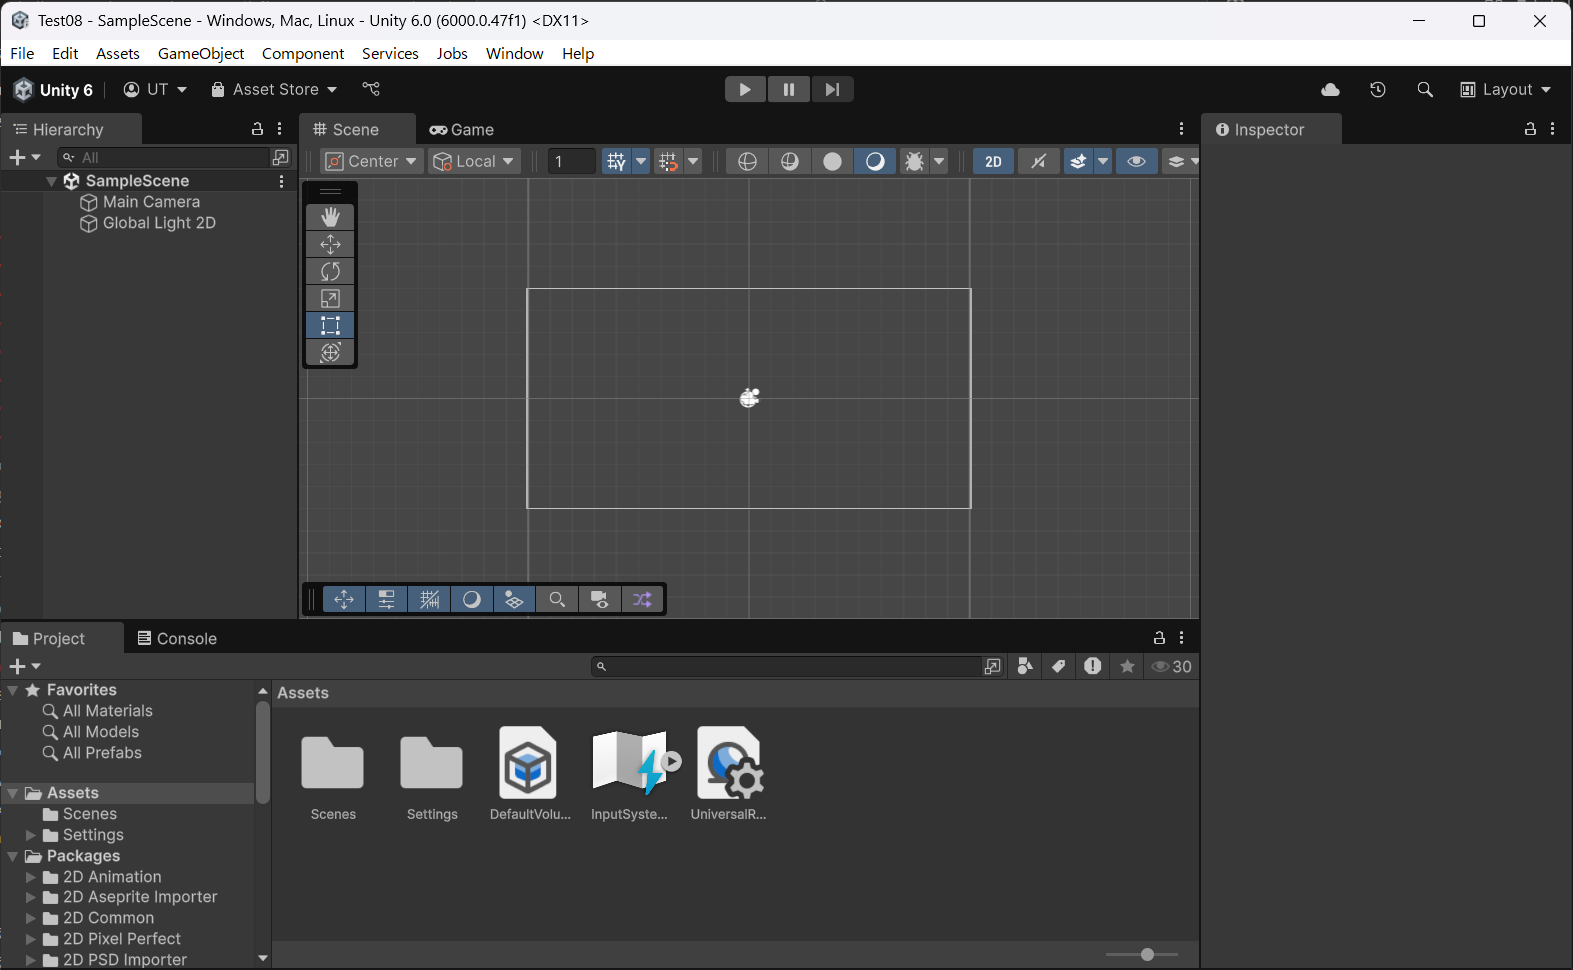 Test08 - SampleScene - Windows, Mac, Linux - Unity 6.0 (6000.0.47f1) <DX11>
File Edit Assets GameObject Component Services Jobs Window Help
Unity 6 UT Asset Store Layout
Hierarchy
All
SampleScene
Main Camera
Global Light 2D
Scene Game
Center Local 1 2D
Inspector
Project Console
30
Favorites
All Materials
All Models
All Prefabs
Assets
Scenes
Settings
Packages
2D Animation
2D Aseprite Importer
2D Common
2D Pixel Perfect
2D PSD Importer
Assets
Scenes Settings DefaultVolu... InputSyste... UniversalR...